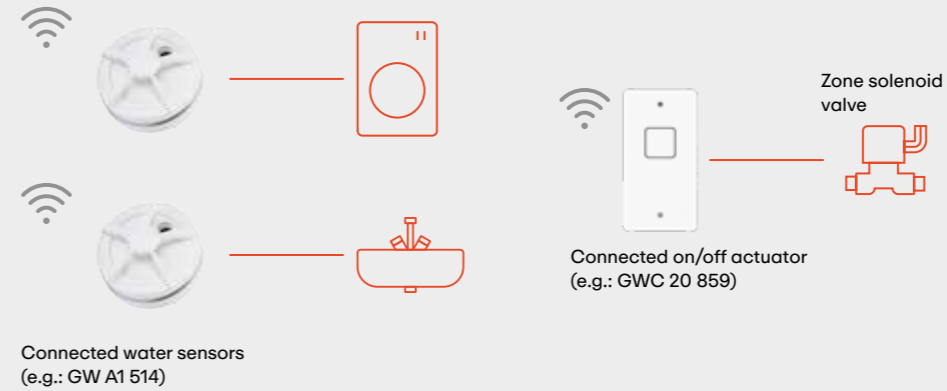 Zone solenoid
valve
Connected on/off actuator
(e.g.: GWC 20 859)
Connected water sensors
(e.g.: GW A1 514)